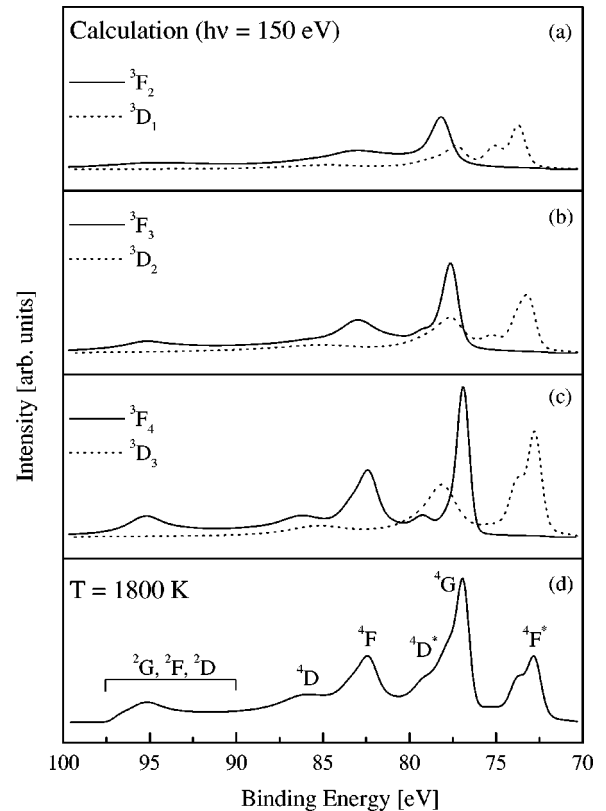 Calculation (hν = 150 eV)
(a)
³F₂
³D₁
(b)
³F₃
³D₂
(c)
³F₄
³D₃
T = 1800 K
(d)
²G, ²F, ²D
⁴D
⁴F
⁴D*
⁴G
⁴F*
100 95 90 85 80 75 70
Binding Energy [eV]
Intensity [arb. units]